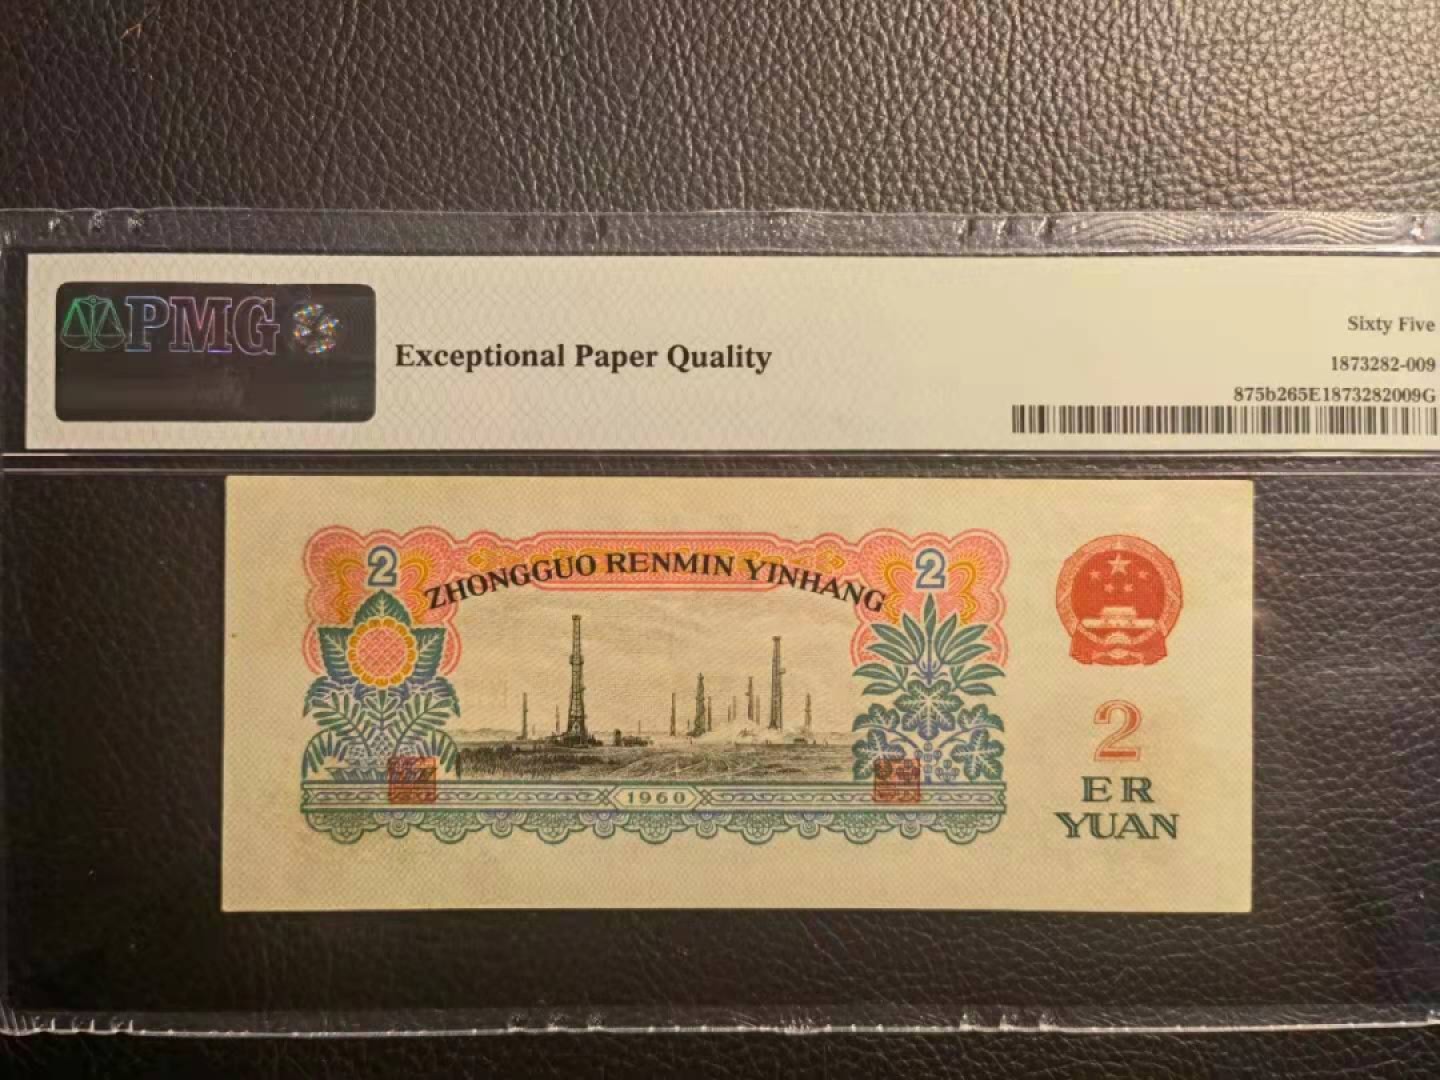 PMG
Exceptional Paper Quality
Sixty Five
1873282-009
875b265E1873282009G
2
ZHONGGUO RENMIN YINHANG
2
2
ER
YUAN
1960